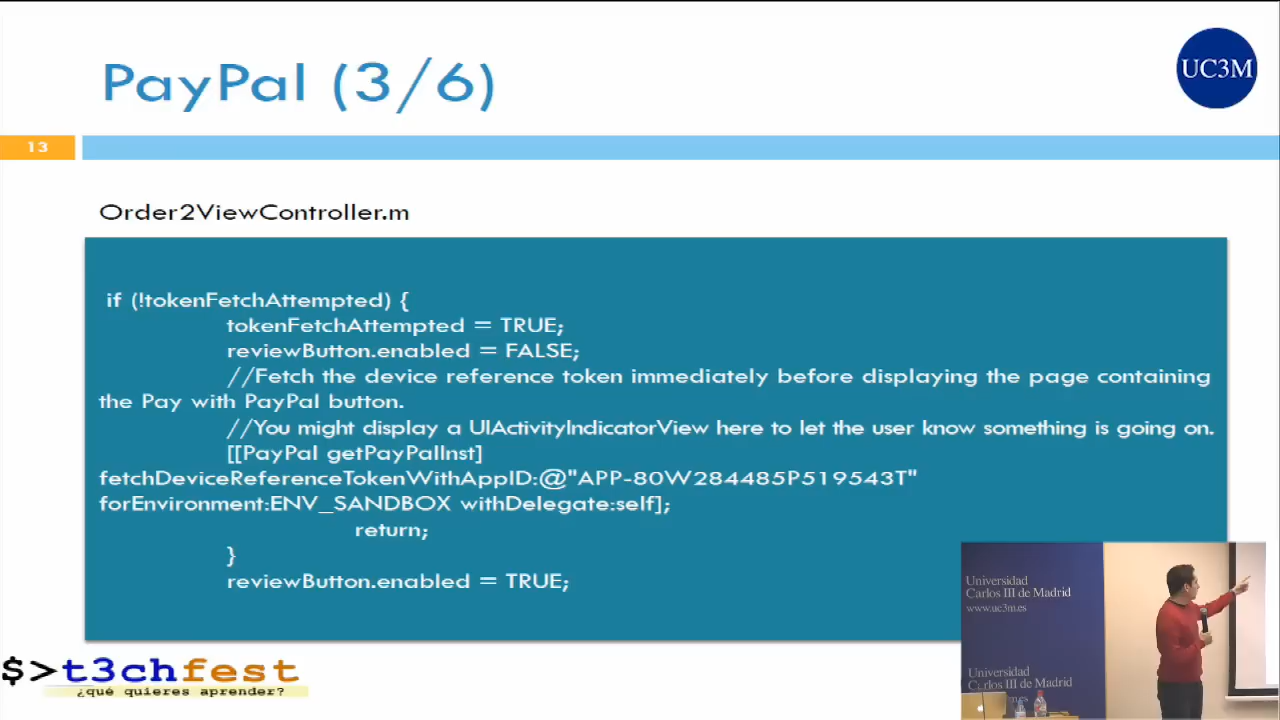 PayPal (3/6)
UC3M
13
Order2ViewController.m
if (!tokenFetchAttempted) {
tokenFetchAttempted = TRUE;
reviewButton.enabled = FALSE;
//Fetch the device reference token immediately before displaying the page containing
the Pay with PayPal button.
//You might display a UIActivityIndicatorView here to let the user know something is going on.
[[PayPal getPayPalInst]
fetchDeviceReferenceTokenWithAppID:@"APP-80W284485P519543T"
forEnvironment:ENV_SANDBOX withDelegate:self];
return;
}
reviewButton.enabled = TRUE;
Universidad
Carlos III de Madrid
www.uc3m.es
Universidad
Carlos III de Madrid
$>t3chfest
¿qué quieres aprender?